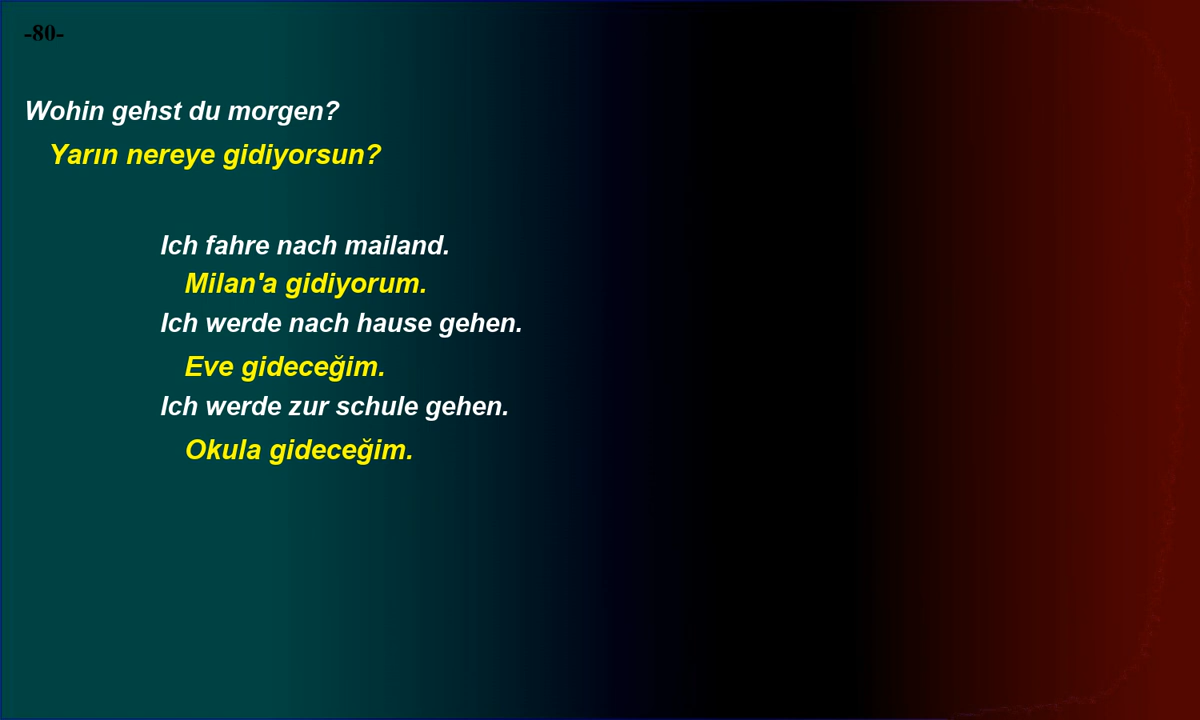 -80-
Wohin gehst du morgen?
Yarın nereye gidiyorsun?
Ich fahre nach mailand.
Milan'a gidiyorum.
Ich werde nach hause gehen.
Eve gideceğim.
Ich werde zur schule gehen.
Okula gideceğim.